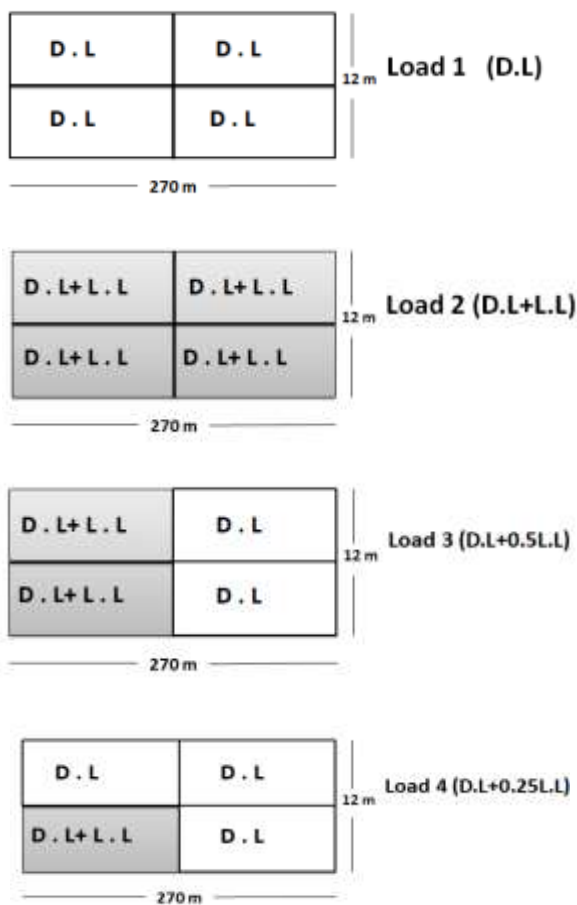 D . L D . L
12 m Load 1 (D.L)
D . L D . L
270 m
D . L+ L . L D . L+ L . L
12 m Load 2 (D.L+L.L)
D . L+ L . L D . L+ L . L
270 m
D . L+ L . L D . L
12 m Load 3 (D.L+0.5L.L)
D . L+ L . L D . L
270 m
D . L D . L
12 m Load 4 (D.L+0.25L.L)
D . L+ L . L D . L
270 m